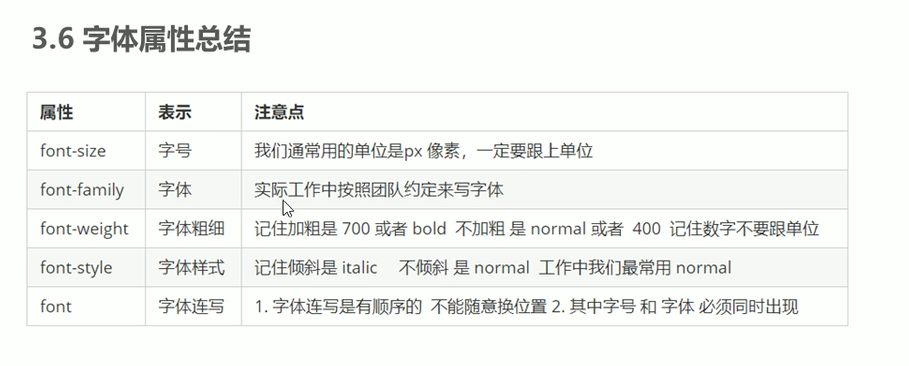 3.6 字体属性总结
属性 表示 注意点
font-size 字号 我们通常用的单位是px 像素，一定要跟上单位
font-family 字体 实际工作中按照团队约定来写字体
font-weight 字体粗细 记住加粗是 700 或者 bold 不加粗 是 normal 或者 400 记住数字不要跟单位
font-style 字体样式 记住倾斜是 italic 不倾斜 是 normal 工作中我们最常用 normal
font 字体连写 1. 字体连写是有顺序的 不能随意换位置 2. 其中字号 和 字体 必须同时出现